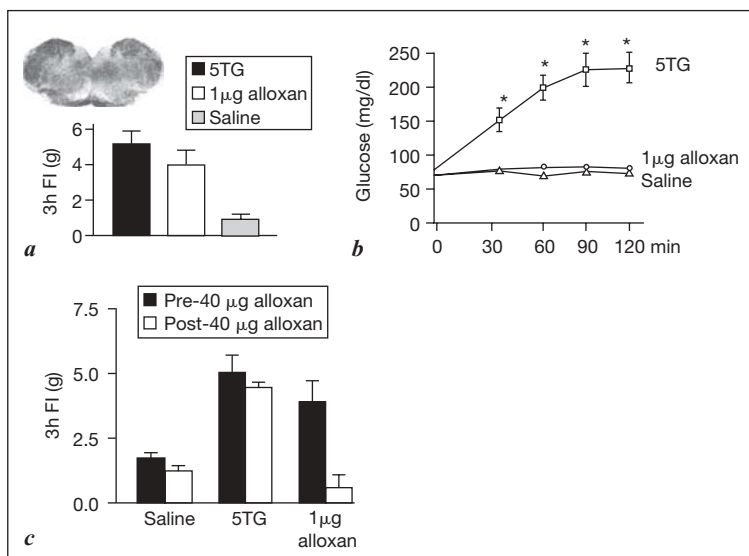 5TG
1µg alloxan
Saline
6
4
2
0
3h FI (g)
a
250
200
150
100
50
0
Glucose (mg/dl)
* * * *
5TG
1µg alloxan
Saline
0 30 60 90 120 min
b
Pre-40 µg alloxan
Post-40 µg alloxan
7.5
5.0
2.5
0.0
3h FI (g)
Saline 5TG 1µg
alloxan
c